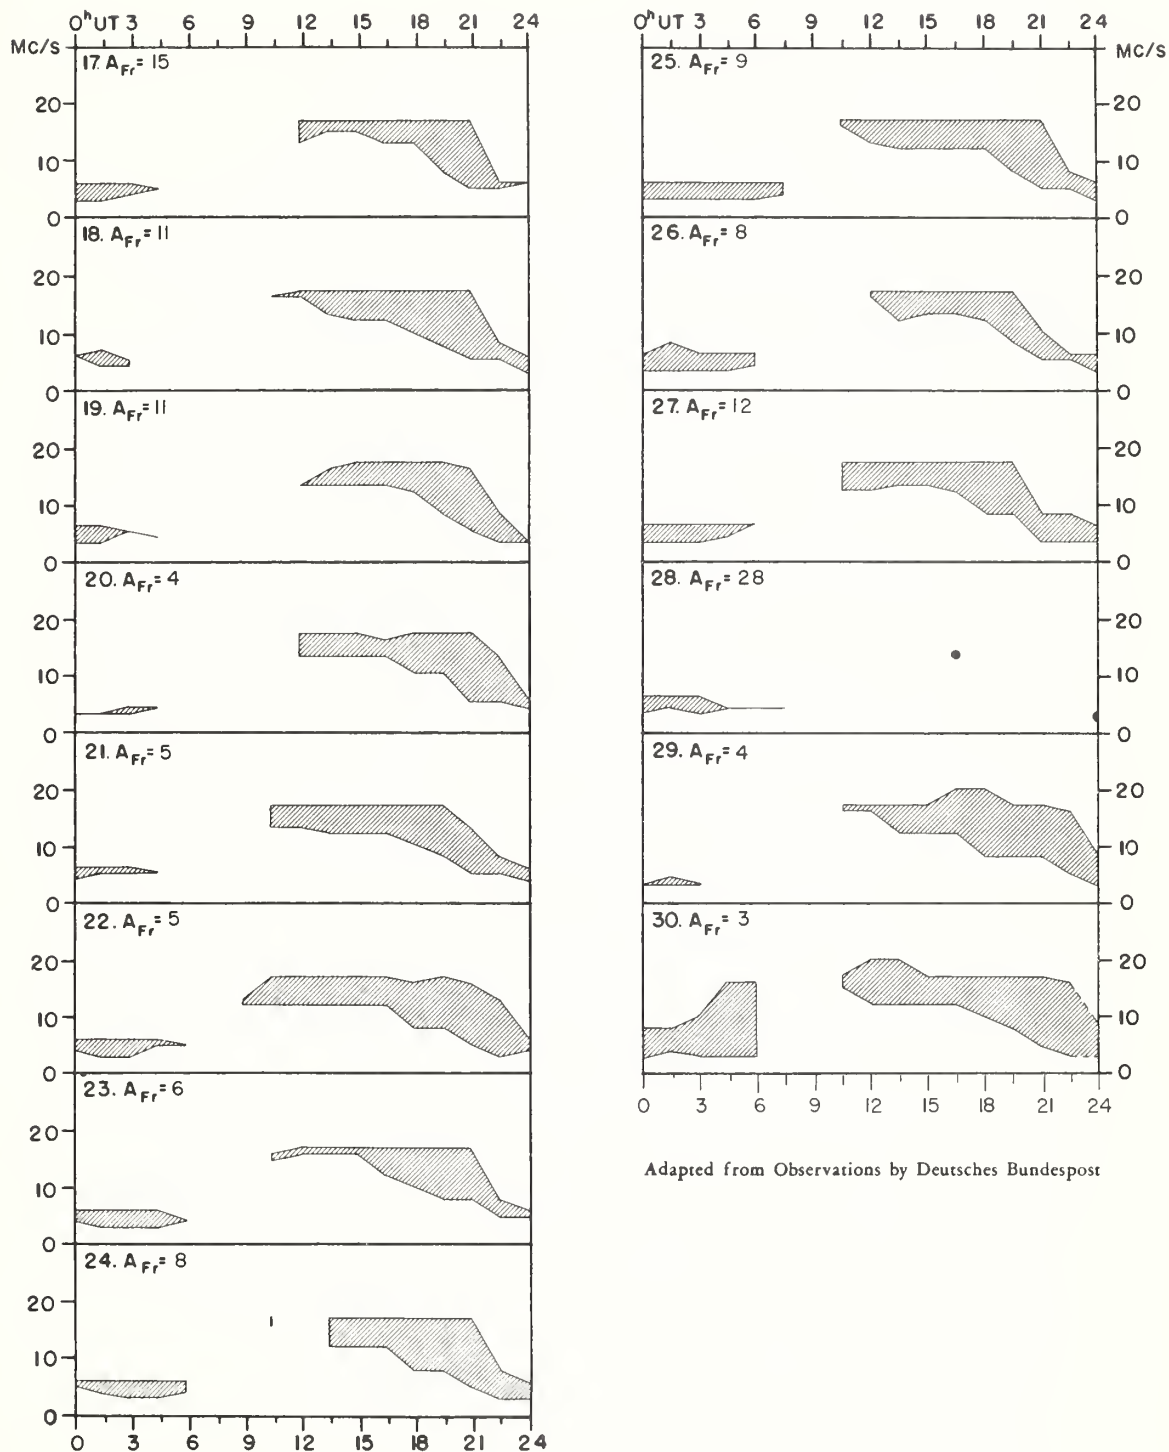 0ʰUT 3 6 9 12 15 18 21 24
Mc/s
17. A_Fr= 15
20
10
0
18. A_Fr= 11
20
10
0
19. A_Fr= 11
20
10
0
20. A_Fr= 4
20
10
0
21. A_Fr= 5
20
10
0
22. A_Fr= 5
20
10
0
23. A_Fr= 6
20
10
0
24. A_Fr= 8
20
10
0
0 3 6 9 12 15 18 21 24
0ʰUT 3 6 9 12 15 18 21 24
Mc/s
25. A_Fr= 9
20
10
0
26. A_Fr= 8
20
10
0
27. A_Fr= 12
20
10
0
28. A_Fr= 28
20
10
0
29. A_Fr= 4
20
10
0
30. A_Fr= 3
20
10
0
0 3 6 9 12 15 18 21 24
Adapted from Observations by Deutsches Bundespost